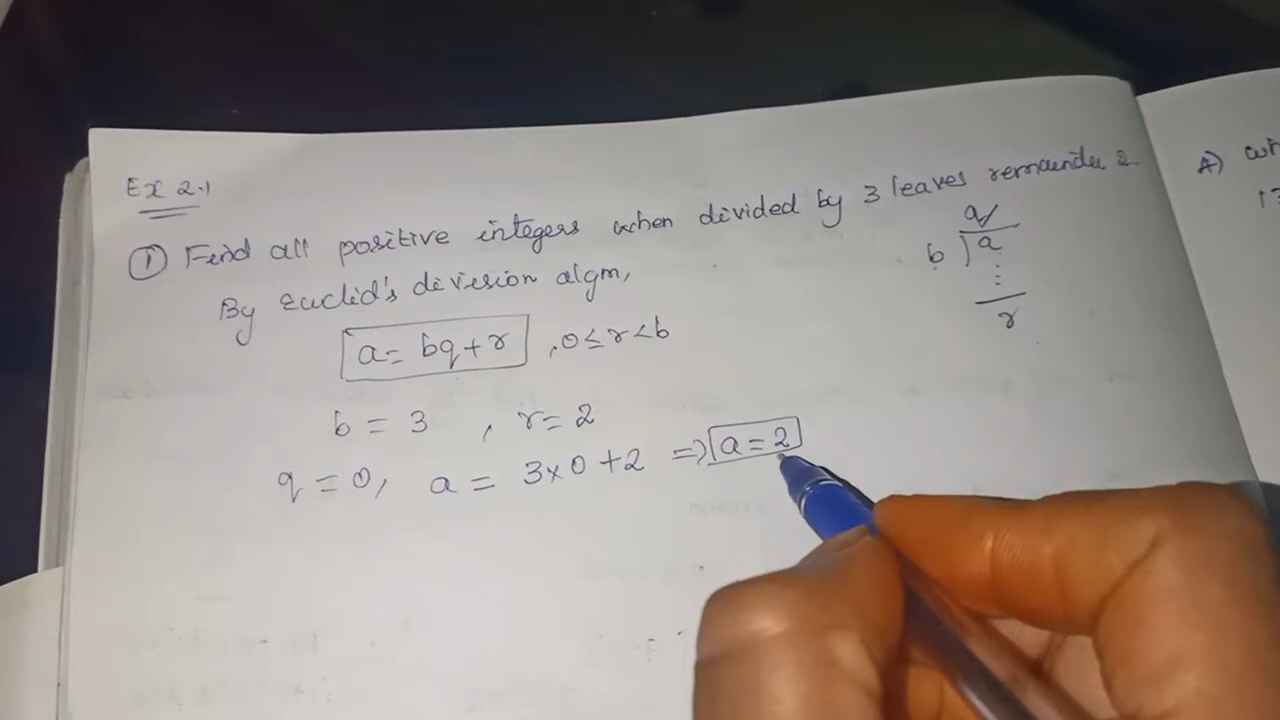 Ex 2.1
① Find all positive integers when divided by 3 leaves remainder 2.
By Euclid's division algm,
a = bq + r , 0 ≤ r < b
q
b ) a
⋮
r
b = 3 , r = 2
q = 0, a = 3 × 0 + 2 ⇒ a = 2
A)